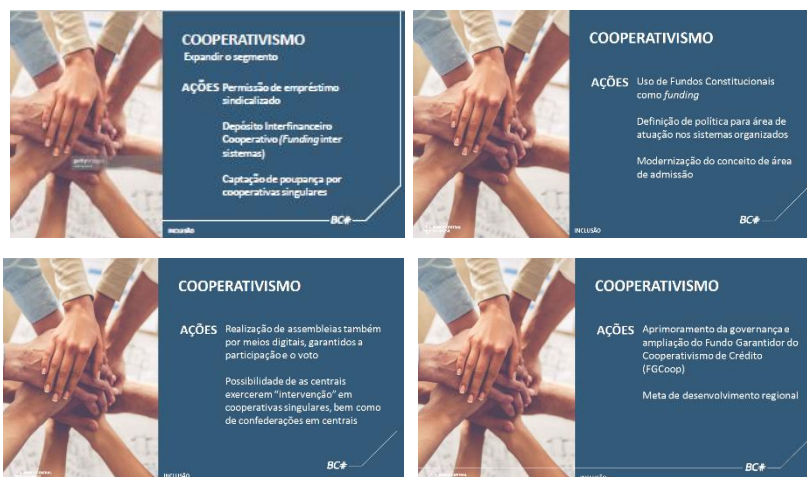 COOPERATIVISMO
Expandir o segmento
AÇÕES Permissão de empréstimo
sindicalizado
Depósito Interfinanceiro
Cooperativo (Funding inter
sistemas)
Captação de poupança por
cooperativas singulares
gettyimages
BC#
INCLUSÃO
COOPERATIVISMO
AÇÕES Uso de Fundos Constitucionais
como funding
Definição de política para área de
atuação nos sistemas organizados
Modernização do conceito de área
de admissão
BC#
INCLUSÃO
COOPERATIVISMO
AÇÕES Realização de assembleias também
por meios digitais, garantidos a
participação e o voto
Possibilidade de as centrais
exercerem “intervenção” em
cooperativas singulares, bem como
de confederações em centrais
BC#
INCLUSÃO
COOPERATIVISMO
AÇÕES Aprimoramento da governança e
ampliação do Fundo Garantidor do
Cooperativismo de Crédito
(FGCoop)
Meta de desenvolvimento regional
BC#
INCLUSÃO